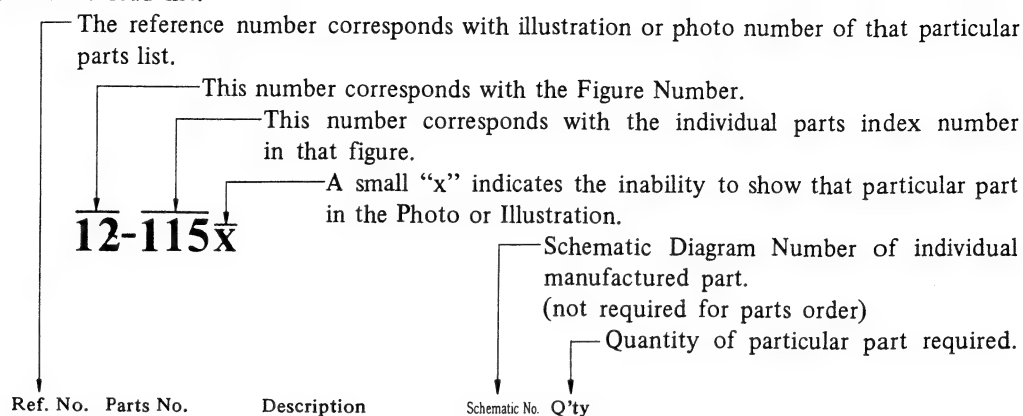 The reference number corresponds with illustration or photo number of that particular
parts list.
This number corresponds with the Figure Number.
This number corresponds with the individual parts index number
in that figure.
A small “x” indicates the inability to show that particular part
in the Photo or Illustration.
12-115x
Schematic Diagram Number of individual
manufactured part.
(not required for parts order)
Quantity of particular part required.
Ref. No. Parts No. Description Schematic No. Q'ty